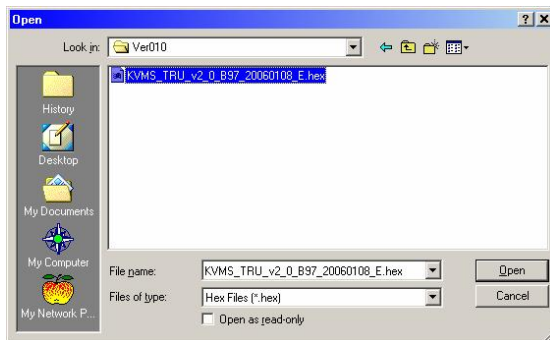 Open
Look in: Ver010
KVMS_TRU_v2_0_B97_20060108_E.hex
History
Desktop
My Documents
My Computer
My Network P...
File name: KVMS_TRU_v2_0_B97_20060108_E.hex Open
Files of type: Hex Files (*.hex) Cancel
Open as read-only